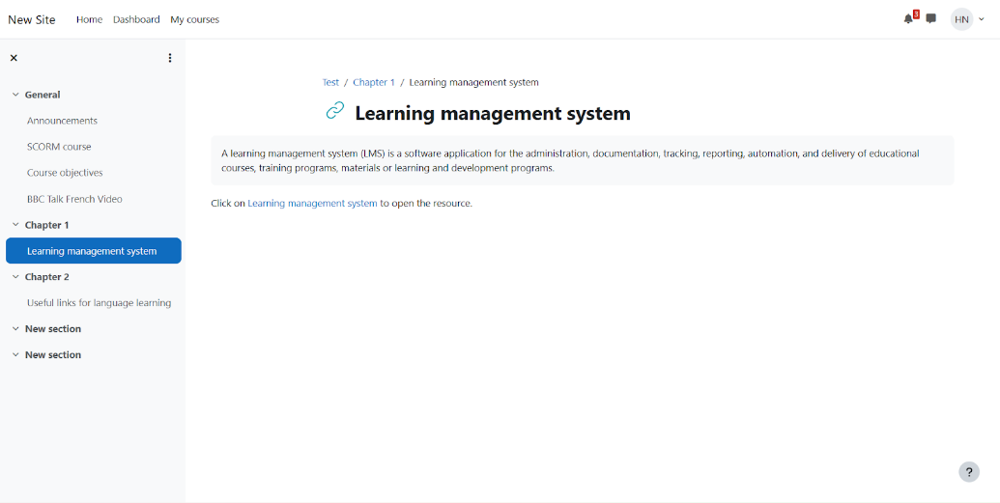 New Site Home Dashboard My courses 3 HN
General
Announcements
SCORM course
Course objectives
BBC Talk French Video
Chapter 1
Learning management system
Chapter 2
Useful links for language learning
New section
New section
Test / Chapter 1 / Learning management system
Learning management system
A learning management system (LMS) is a software application for the administration, documentation, tracking, reporting, automation, and delivery of educational
courses, training programs, materials or learning and development programs.
Click on Learning management system to open the resource.
?